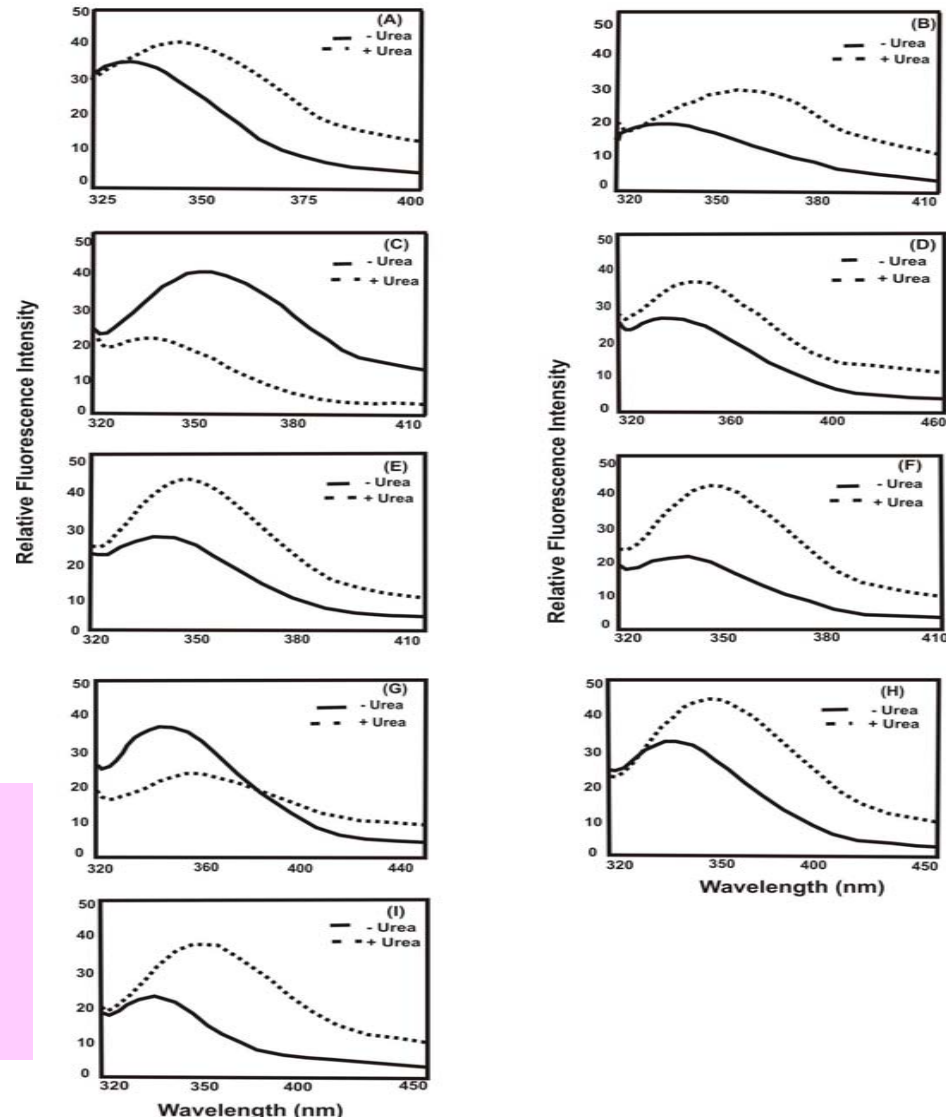 (A)
- Urea
+ Urea
50
40
30
20
10
0
325 350 375 400
(B)
- Urea
+ Urea
50
40
30
20
10
0
320 350 380 410
(C)
- Urea
+ Urea
50
40
30
20
10
0
320 350 380 410
(D)
- Urea
+ Urea
50
40
30
20
10
0
320 360 400 460
(E)
- Urea
+ Urea
50
40
30
20
10
0
320 350 380 410
(F)
- Urea
+ Urea
50
40
30
20
10
0
320 350 380 410
(G)
- Urea
+ Urea
50
40
30
20
10
0
320 360 400 440
(H)
- Urea
+ Urea
50
40
30
20
10
0
320 350 400 450
Wavelength (nm)
(I)
- Urea
+ Urea
50
40
30
20
10
0
320 350 400 450
Wavelength (nm)
Relative Fluorescence Intensity
Relative Fluorescence Intensity